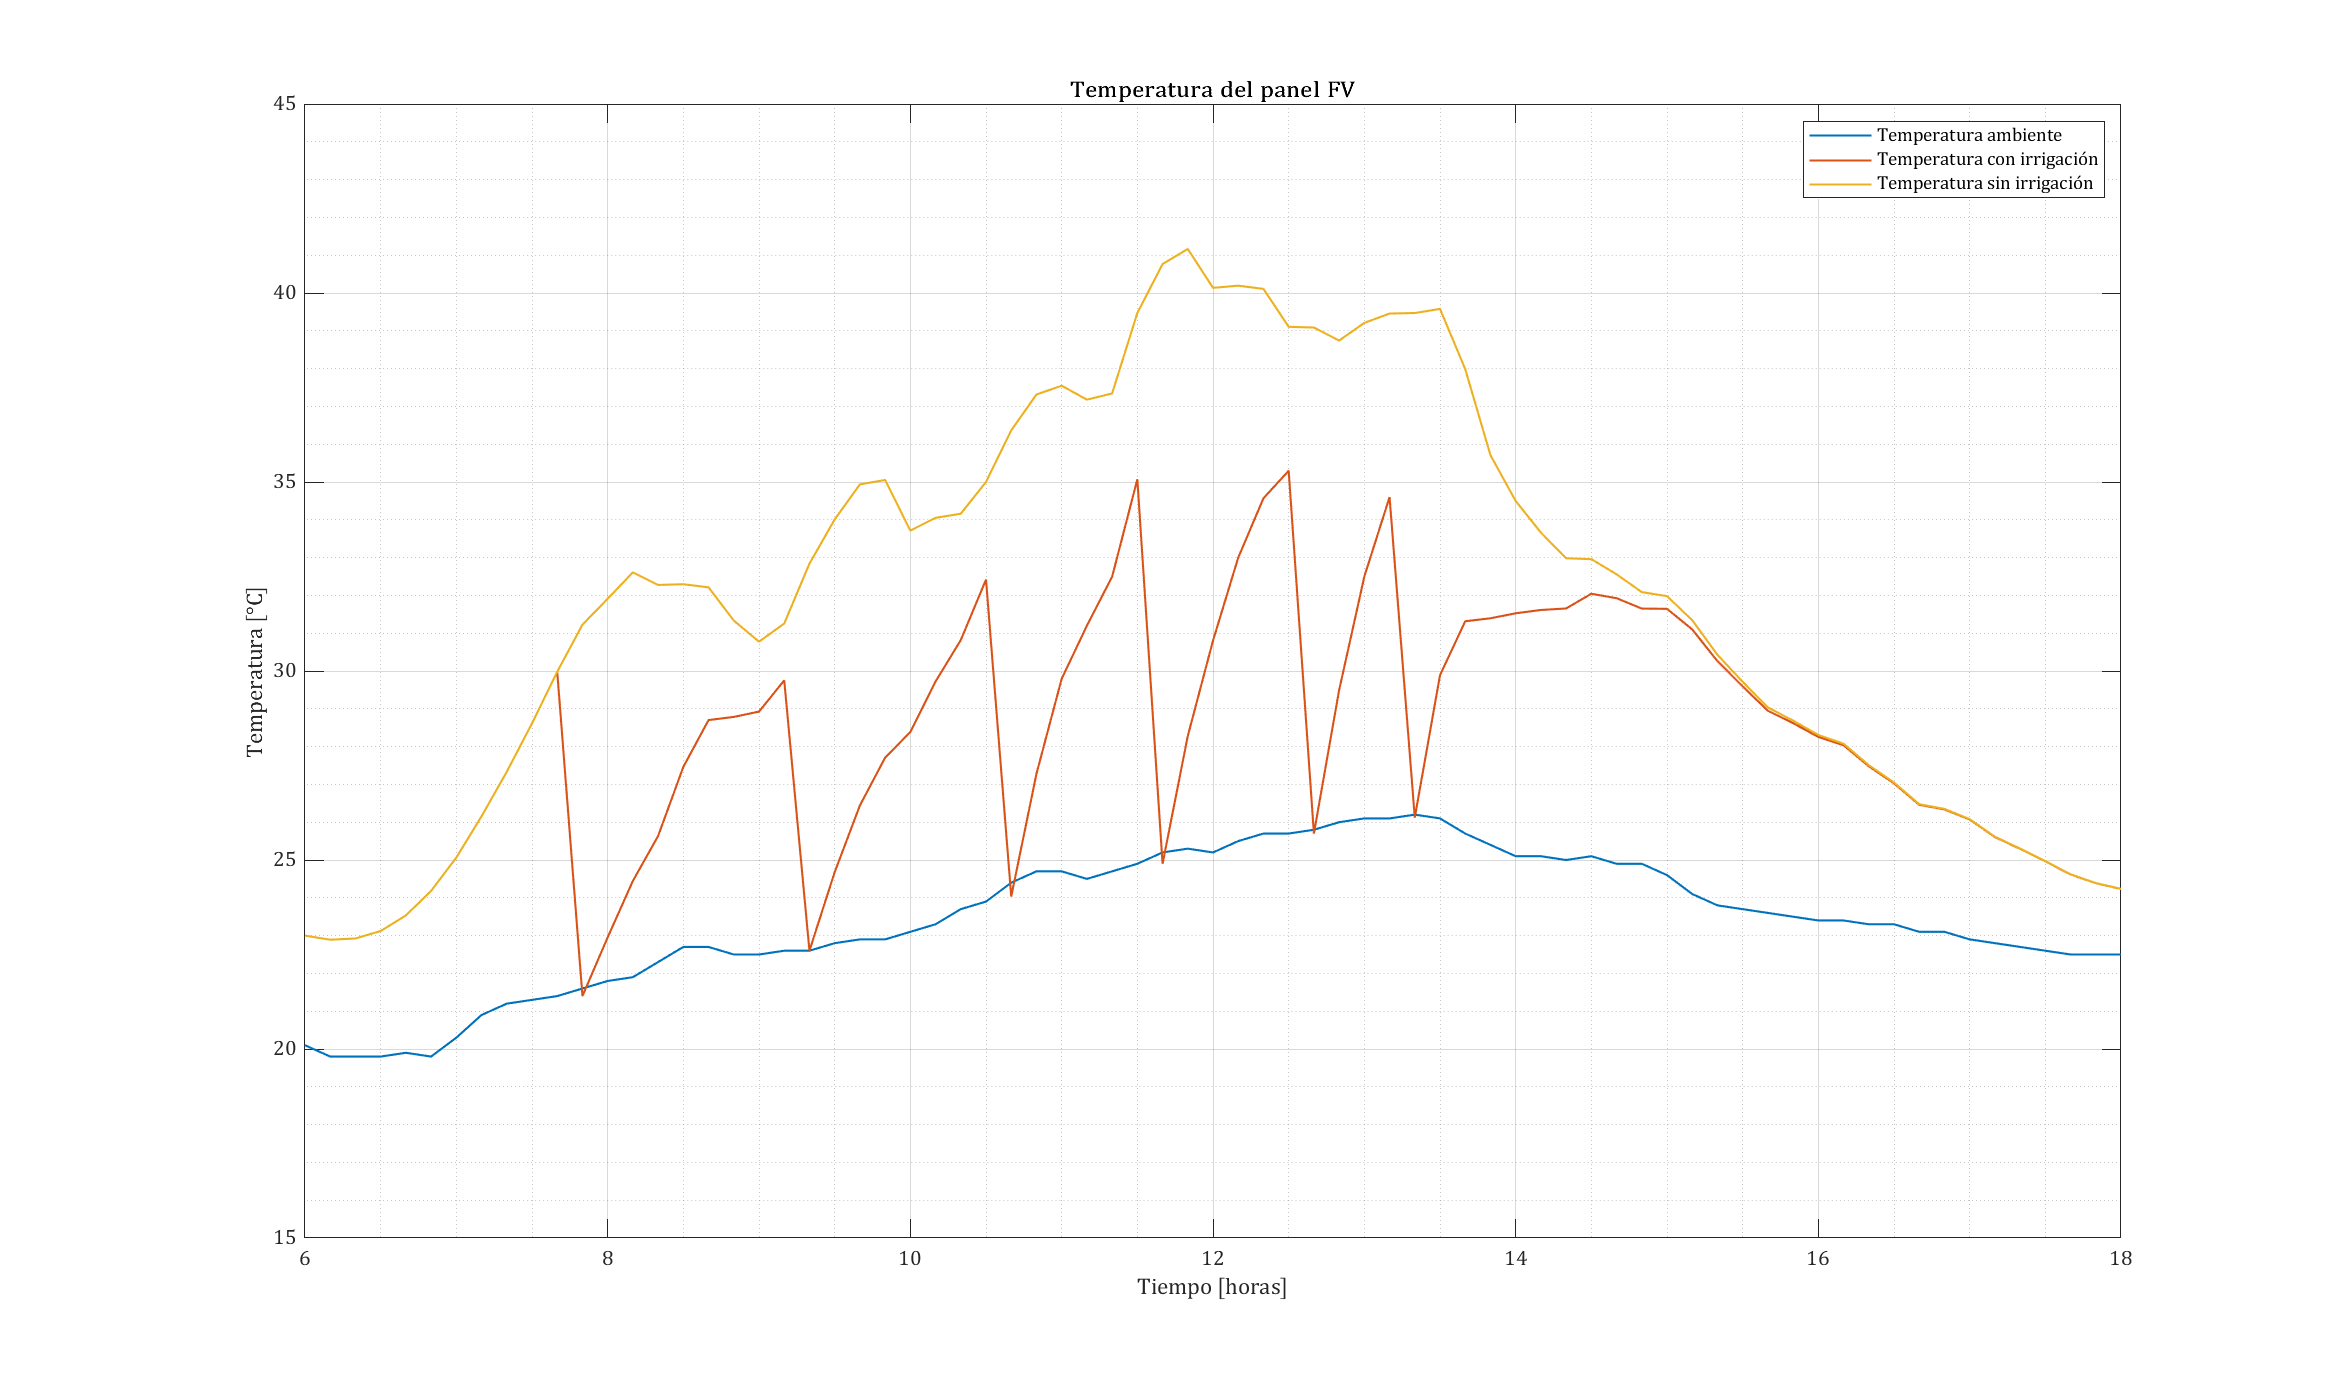 Temperatura del panel FV
45
40
35
30
25
20
15
Temperatura [°C]
Temperatura ambiente
Temperatura con irrigación
Temperatura sin irrigación
6 8 10 12 14 16 18
Tiempo [horas]